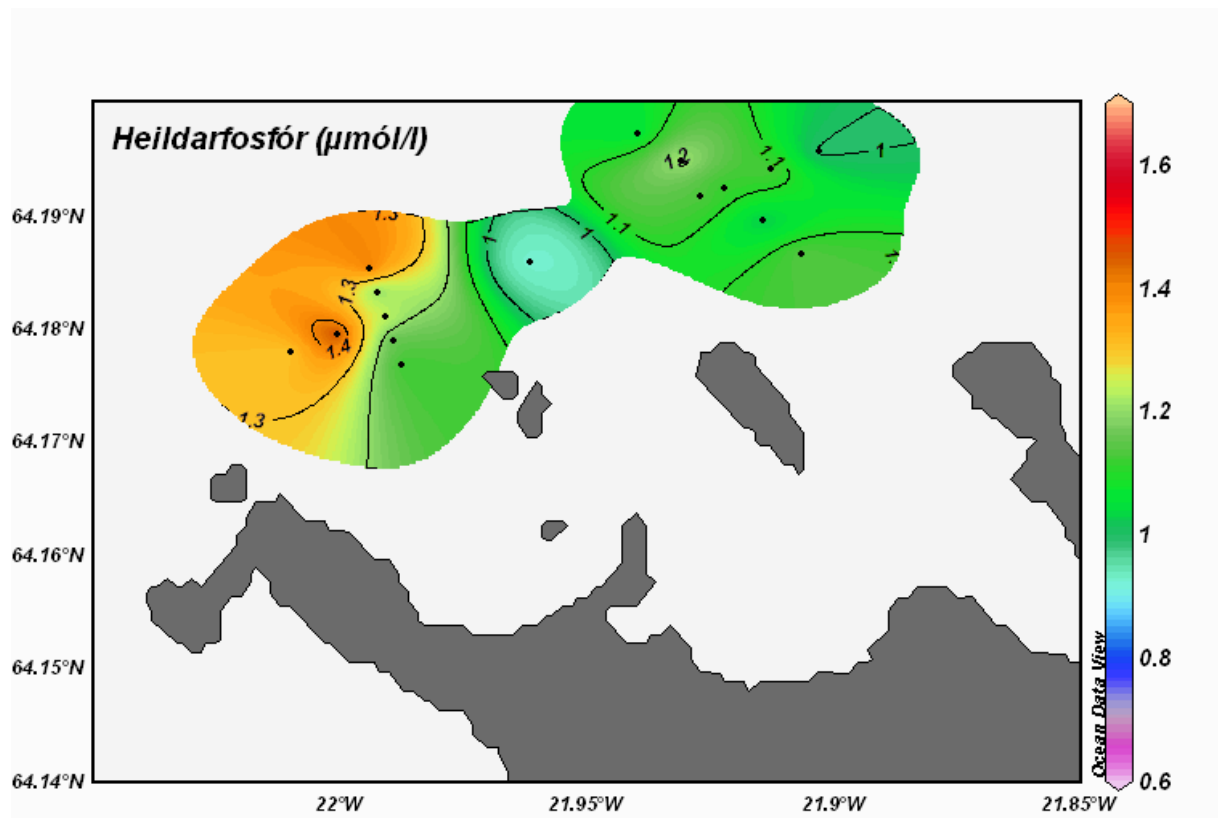 Heildarfosfór (µmól/l)
1.3
1.3
1.4
1.3
1
1
1.1
1.2
1.1
1
1.
64.19°N
64.18°N
64.17°N
64.16°N
64.15°N
64.14°N
22°W
21.95°W
21.9°W
21.85°W
1.6
1.4
1.2
1
0.8
0.6
Ocean Data View